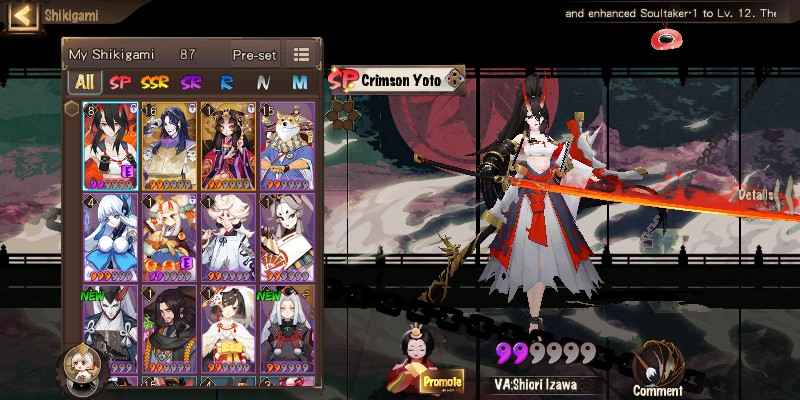 Shikigami
and enhanced Soultaker·1 to Lv. 12. The
My Shikigami 87 Pre-set
All SP SSR SR R N M
SP Crimson Yoto
8 16 1 15
E
4 1 1 1
E
NEW 1 1 NEW
Details
Promote
VA:Shiori Izawa
Comment